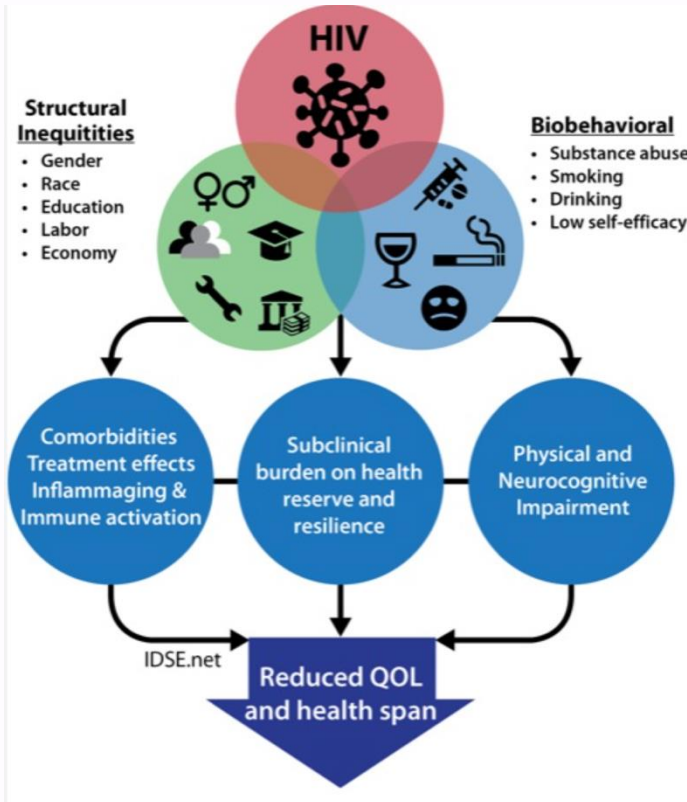 HIV
Structural
Inequitities
• Gender
• Race
• Education
• Labor
• Economy
Biobehavioral
• Substance abuse
• Smoking
• Drinking
• Low self-efficacy
Comorbidities
Treatment effects
Inflammaging &
Immune activation
Subclinical
burden on health
reserve and
resilience
Physical and
Neurocognitive
Impairment
IDSE.net
Reduced QOL
and health span